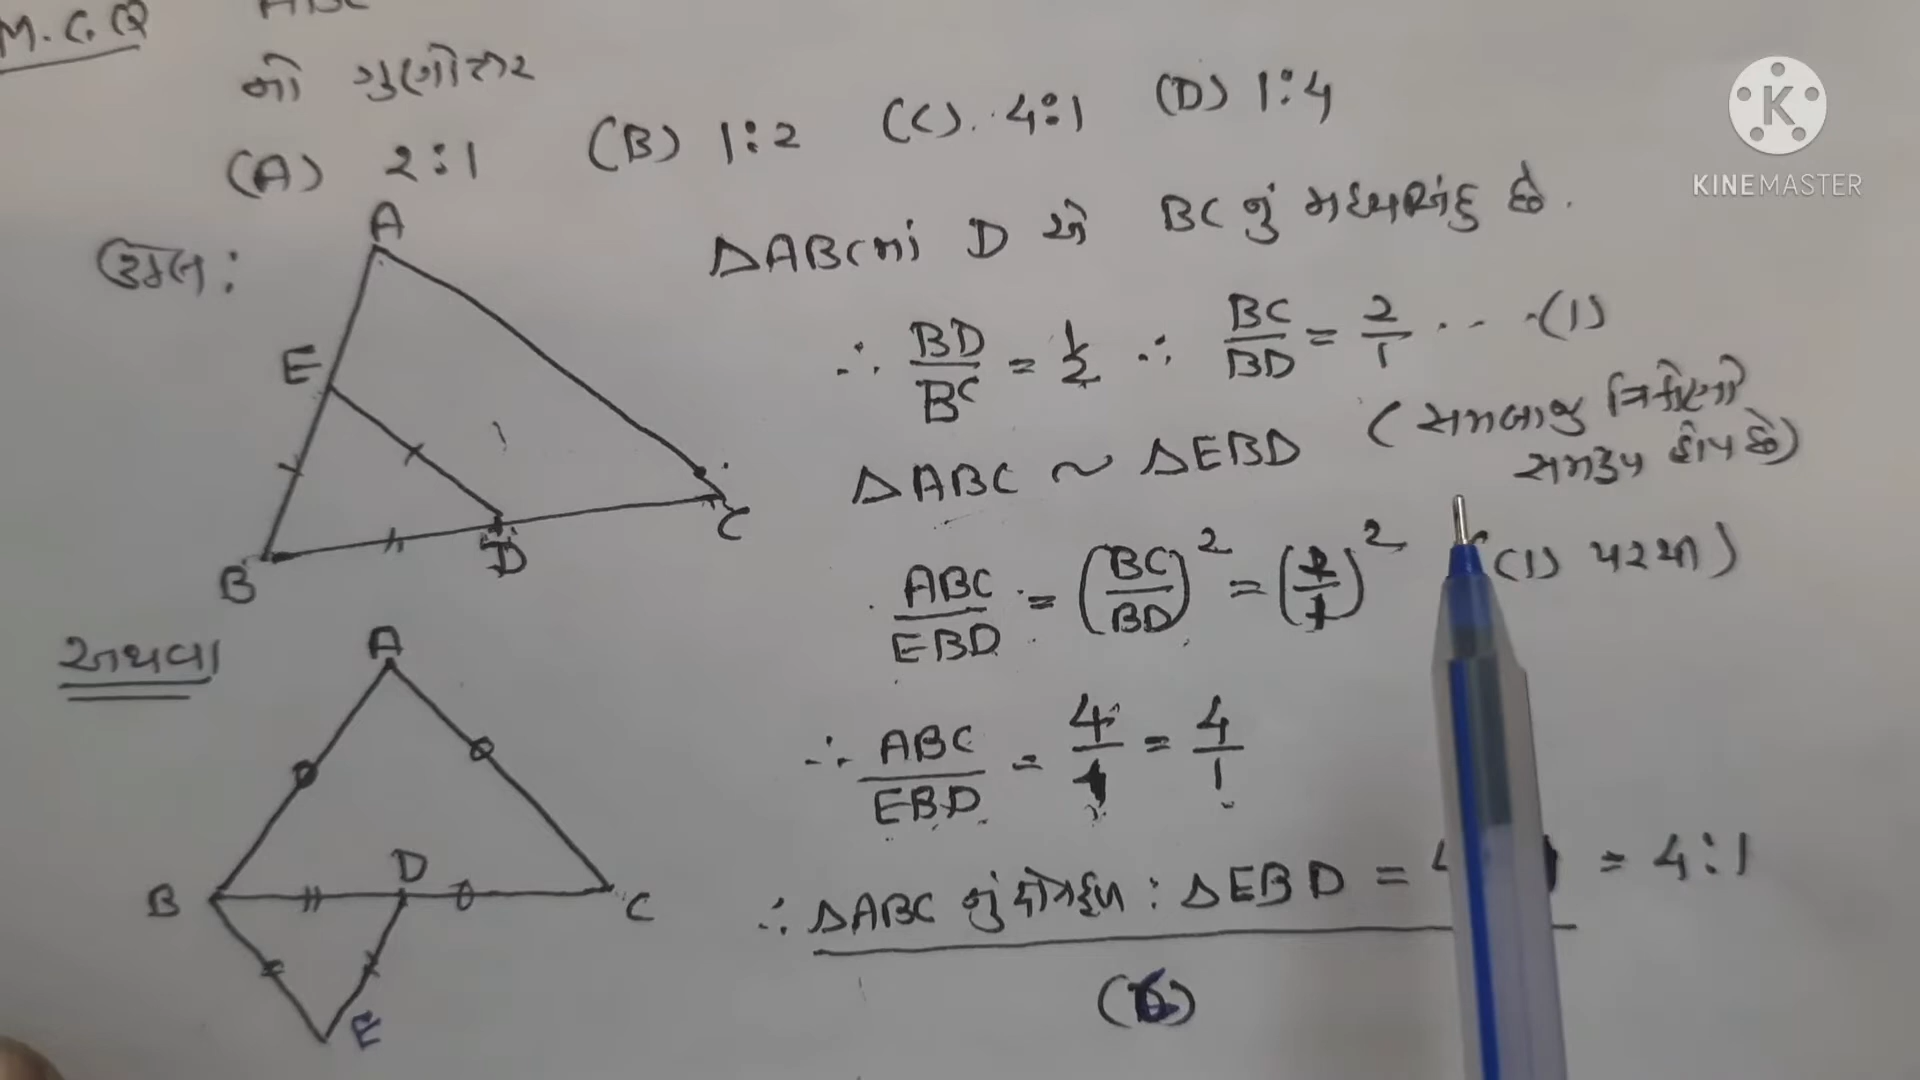 M.C.Q ABC
નો ગુણોત્તર
(A) 2:1 (B) 1:2 (C). 4:1 (D) 1:4
ઉકેલ:
ΔABCમાં D એ BC નું મધ્યબિંદુ છે.
∴ BD/BC = 1/2 ∴ BC/BD = 2/1 ... (1)
ΔABC ~ ΔEBD (સમબાજુ ત્રિકોણો
સમરૂપ હોય છે)
ABC/EBD = (BC/BD)² = (2/1)² (1) પરથી)
∴ ABC/EBD = 4/1 = 4/1
∴ ΔABC નું ક્ષેત્રફળ : ΔEBD = 4 = 4:1
(C)
A
E
B
D
C
અથવા
A
B
D
C
E
K
KINEMASTER